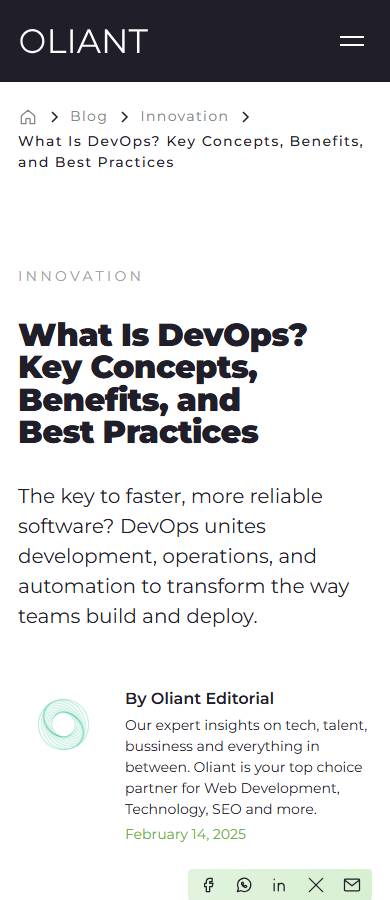 OLIANT
Blog
Innovation
What Is DevOps? Key Concepts, Benefits,
and Best Practices
INNOVATION
What Is DevOps?
Key Concepts,
Benefits, and
Best Practices
The key to faster, more reliable
software? DevOps unites
development, operations, and
automation to transform the way
teams build and deploy.
By Oliant Editorial
Our expert insights on tech, talent,
bussiness and everything in
between. Oliant is your top choice
partner for Web Development,
Technology, SEO and more.
February 14, 2025